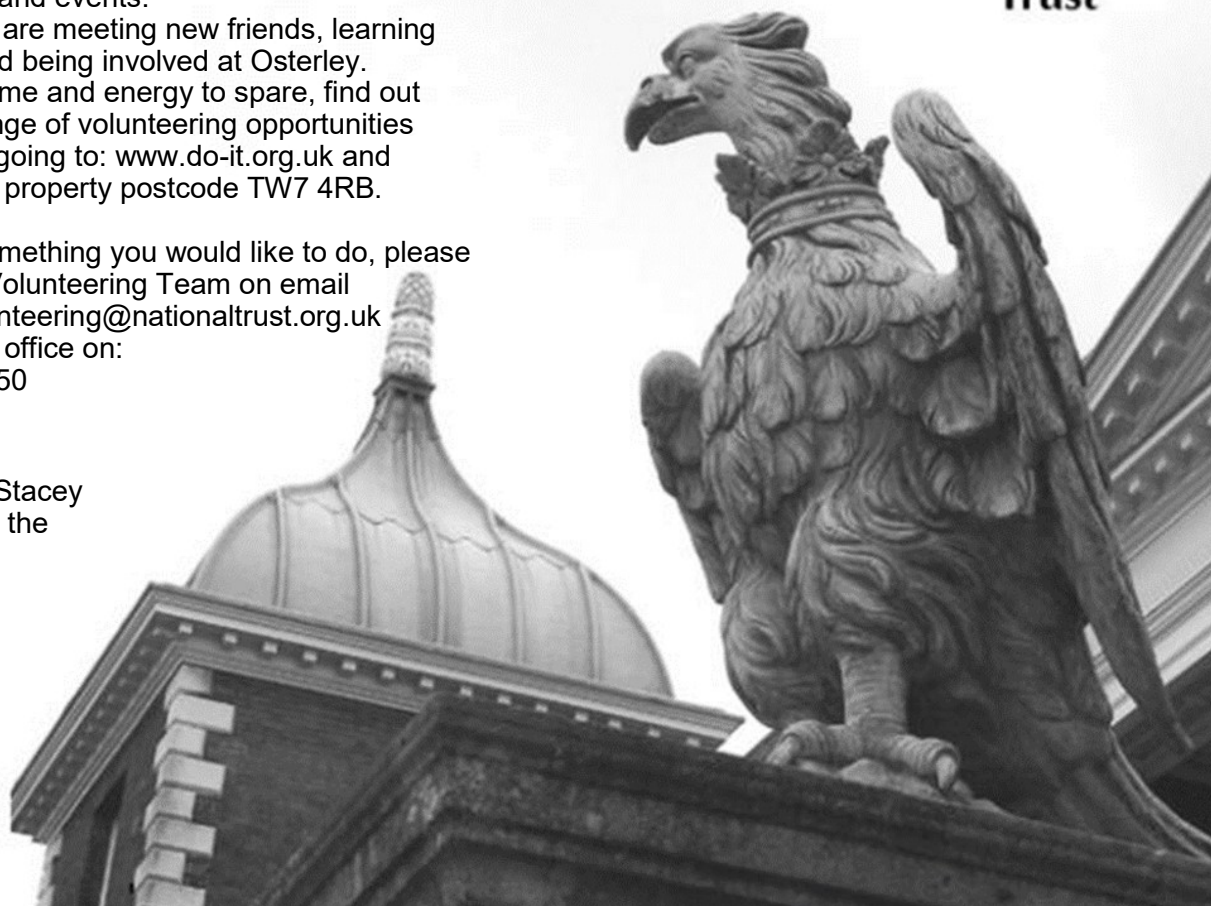 and events.
Trust
are meeting new friends, learning
d being involved at Osterley.
me and energy to spare, find out
nge of volunteering opportunities
going to: www.do-it.org.uk and
property postcode TW7 4RB.
mething you would like to do, please
Volunteering Team on email
nteering@nationaltrust.org.uk
office on:
50
Stacey
the